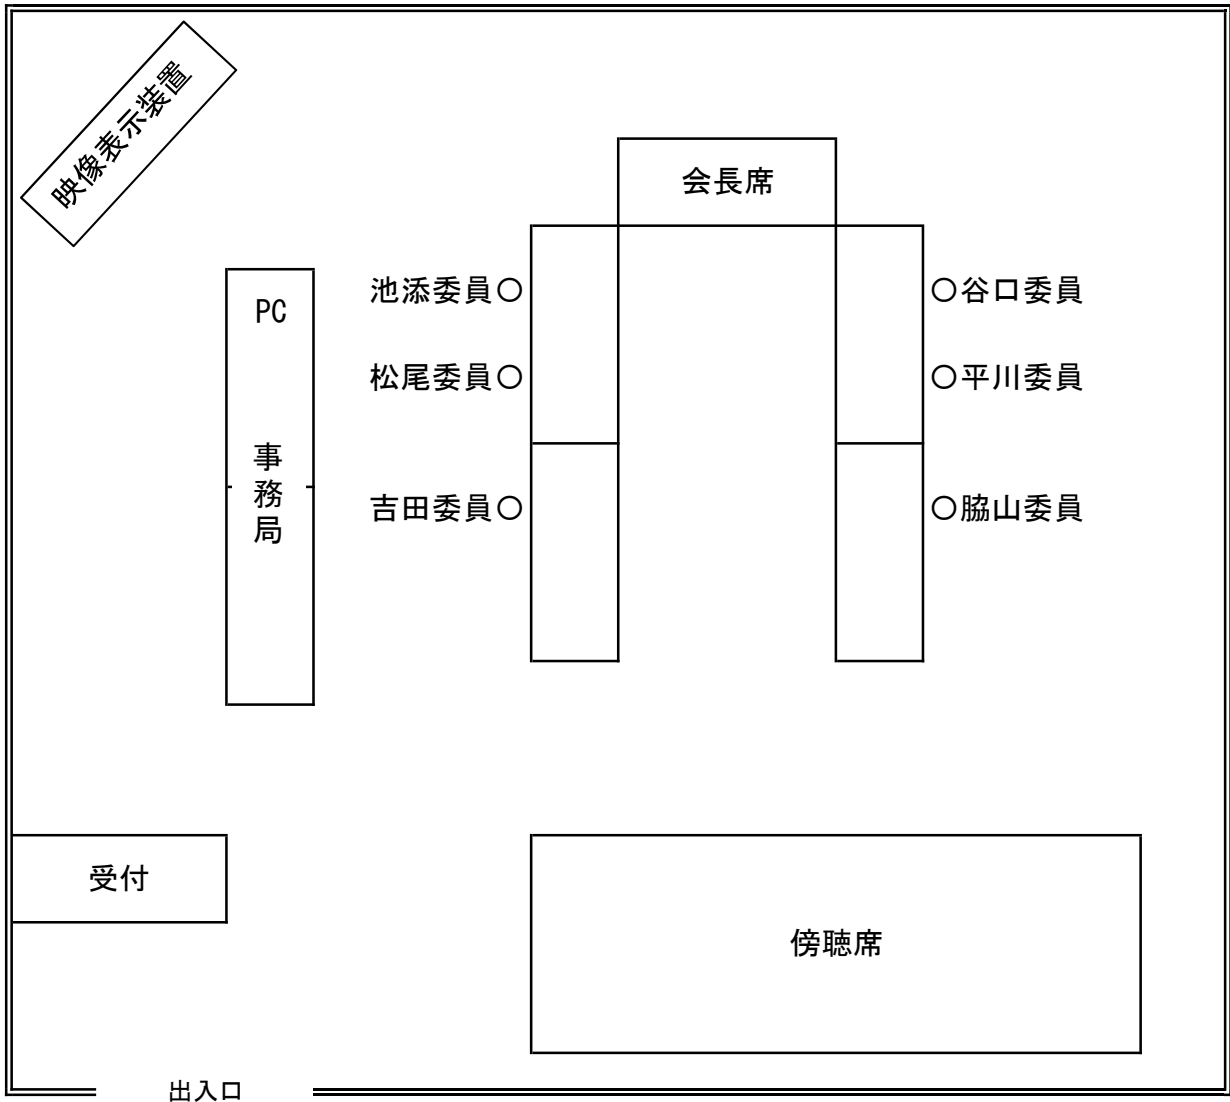 映像表示装置
会長席
池添委員○
○谷口委員
PC
松尾委員○
○平川委員
事務局
吉田委員○
○脇山委員
受付
傍聴席
出入口